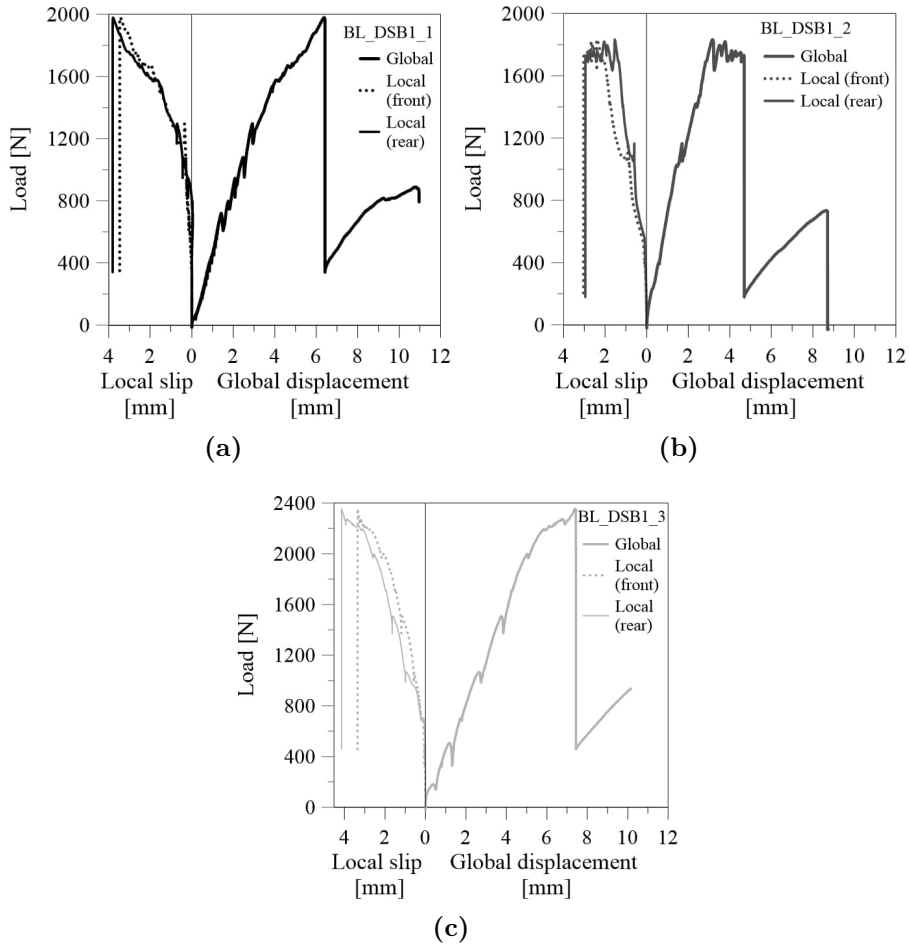 2000
1600
1200
800
400
0
Load [N]
BL_DSB1_1
Global
Local
(front)
Local
(rear)
4 2 0 2 4 6 8 10 12
Local slip Global displacement
[mm] [mm]
(a)
2000
1600
1200
800
400
0
Load [N]
BL_DSB1_2
Global
Local (front)
Local (rear)
4 2 0 2 4 6 8 10 12
Local slip Global displacement
[mm] [mm]
(b)
2400
2000
1600
1200
800
400
0
Load [N]
BL_DSB1_3
Global
Local
(front)
Local
(rear)
4 2 0 2 4 6 8 10 12
Local slip Global displacement
[mm] [mm]
(c)